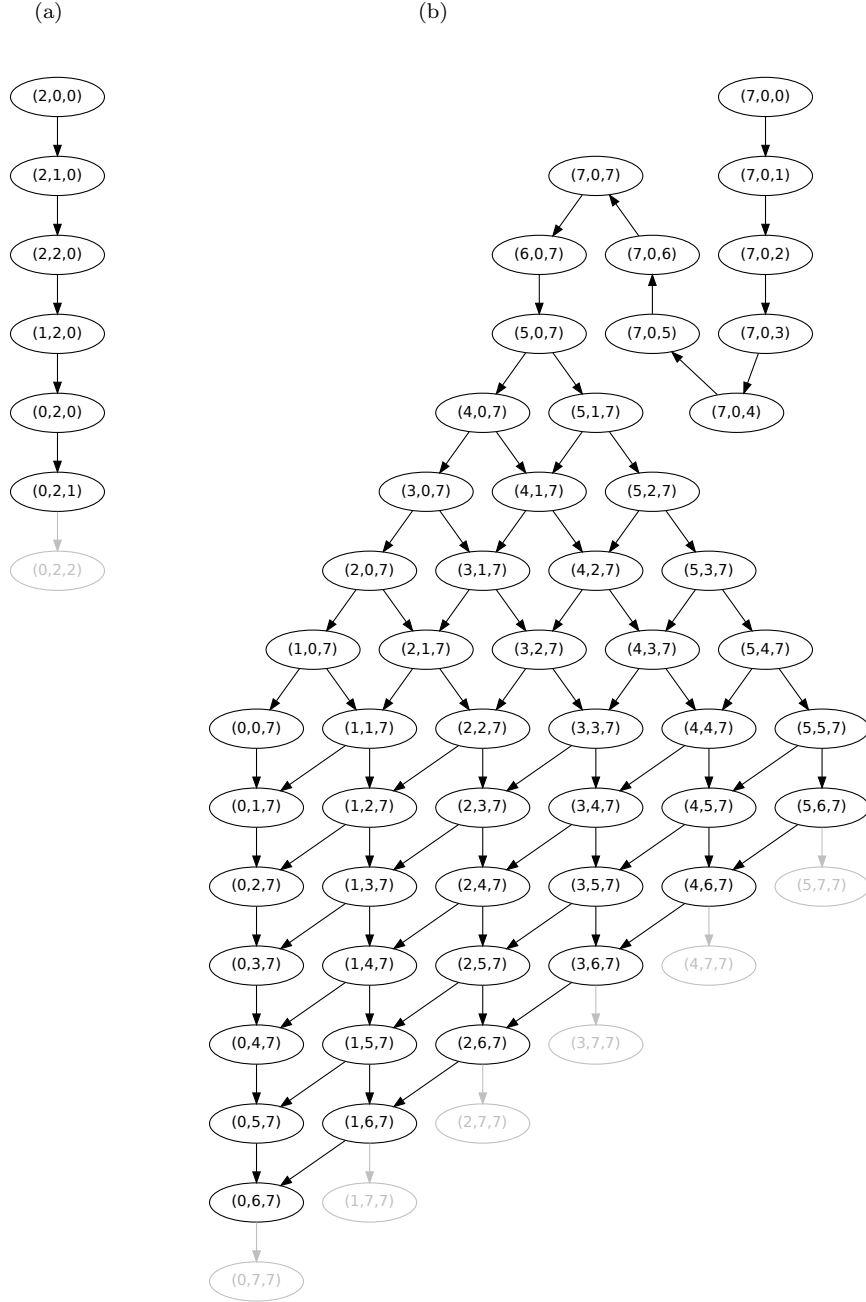 (a) (b)
(2,0,0) (7,0,0)
(2,1,0) (7,0,7) (7,0,1)
(2,2,0) (6,0,7) (7,0,6) (7,0,2)
(1,2,0) (5,0,7) (7,0,5) (7,0,3)
(0,2,0) (4,0,7) (5,1,7) (7,0,4)
(0,2,1) (3,0,7) (4,1,7) (5,2,7)
(0,2,2) (2,0,7) (3,1,7) (4,2,7) (5,3,7)
(1,0,7) (2,1,7) (3,2,7) (4,3,7) (5,4,7)
(0,0,7) (1,1,7) (2,2,7) (3,3,7) (4,4,7) (5,5,7)
(0,1,7) (1,2,7) (2,3,7) (3,4,7) (4,5,7) (5,6,7)
(0,2,7) (1,3,7) (2,4,7) (3,5,7) (4,6,7) (5,7,7)
(0,3,7) (1,4,7) (2,5,7) (3,6,7) (4,7,7)
(0,4,7) (1,5,7) (2,6,7) (3,7,7)
(0,5,7) (1,6,7) (2,7,7)
(0,6,7) (1,7,7)
(0,7,7)